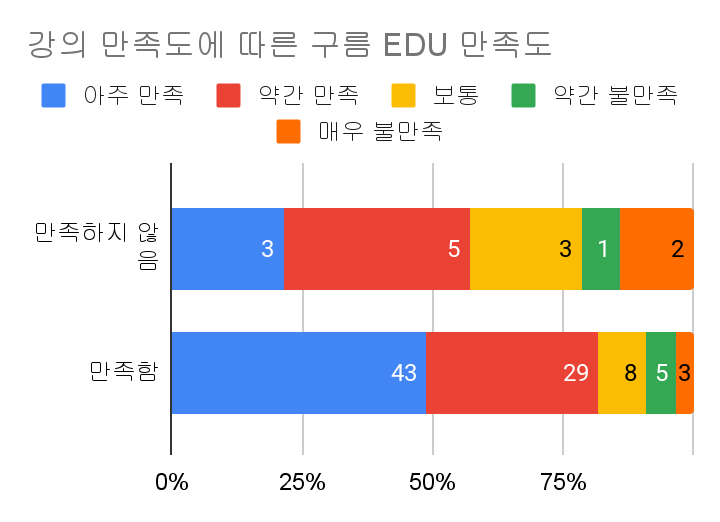 강의 만족도에 따른 구름 EDU 만족도
아주 만족 약간 만족 보통 약간 불만족
매우 불만족
만족하지 않
음
3 5 3 1 2
만족함
43 29 8 5 3
0% 25% 50% 75%